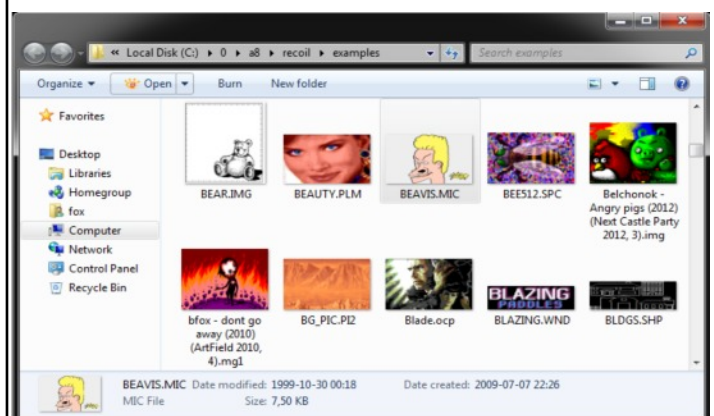 « Local Disk (C:) ▸ 0 ▸ a8 ▸ recoil ▸ examples
Search examples
Organize ▾ Open ▾ Burn New folder
Favorites
Desktop
Libraries
Homegroup
fox
Computer
Network
Control Panel
Recycle Bin
BEAR.IMG
BEAUTY.PLM
BEAVIS.MIC
BEE512.SPC
Belchonok -
Angry pigs (2012)
(Next Castle Party
2012, 3).img
BLAZING
PADDLES
bfox - dont go
away (2010)
(ArtField 2010,
4).mg1
BG_PIC.PI2
Blade.ocp
BLAZING.WND
BLDGS.SHP
BEAVIS.MIC Date modified: 1999-10-30 00:18 Date created: 2009-07-07 22:26
MIC File Size: 7,50 KB